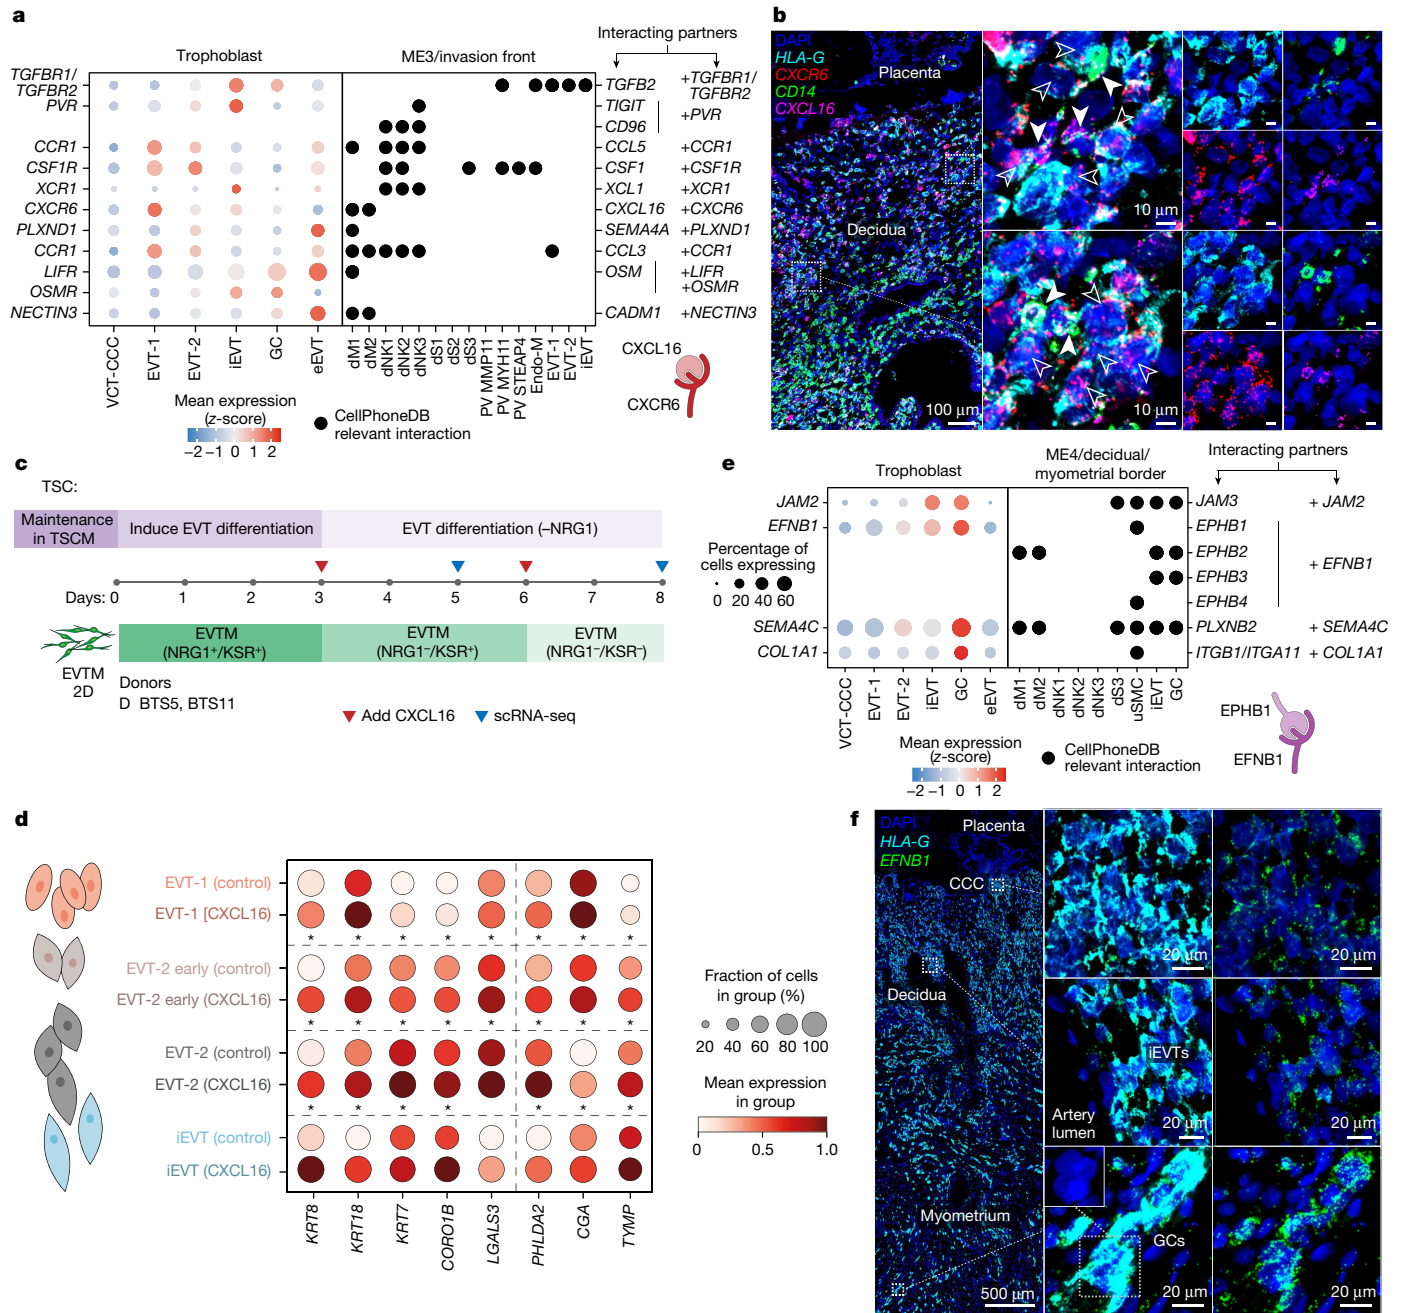 a
Trophoblast
ME3/invasion front
Interacting partners
TGFBR1/
TGFBR2
PVR
CCR1
CSF1R
XCR1
CXCR6
PLXND1
CCR1
LIFR
OSMR
NECTIN3
TGFB2
TIGIT
CD96
CCL5
CSF1
XCL1
CXCL16
SEMA4A
CCL3
OSM
CADM1
+TGFBR1/
TGFBR2
+PVR
+CCR1
+CSF1R
+XCR1
+CXCR6
+PLXND1
+CCR1
+LIFR
+OSMR
+NECTIN3
VCT-CCC
EVT-1
EVT-2
iEVT
GC
eEVT
dM1
dM2
dNK1
dNK2
dNK3
dS1
dS2
dS3
PV MMP11
PV MYH11
PV STEAP4
Endo-M
EVT-1
EVT-2
iEVT
Mean expression
(z-score)
−2 −1 0 1 2
CellPhoneDB
relevant interaction
CXCL16
CXCR6
b
DAPI
HLA-G
CXCR6
CD14
CXCL16
Placenta
Decidua
100 μm
10 μm
10 μm
c
TSC:
Maintenance
in TSCM
Induce EVT differentiation
EVT differentiation (–NRG1)
Days: 0 1 2 3 4 5 6 7 8
EVTM
2D
EVTM
(NRG1+/KSR+)
EVTM
(NRG1−/KSR+)
EVTM
(NRG1−/KSR−)
Donors
D BTS5, BTS11
Add CXCL16
scRNA-seq
e
Trophoblast
ME4/decidual/
myometrial border
Interacting partners
JAM2
EFNB1
SEMA4C
COL1A1
Percentage of
cells expressing
0 20 40 60
JAM3
EPHB1
EPHB2
EPHB3
EPHB4
PLXNB2
ITGB1/ITGA11
+ JAM2
+ EFNB1
+ SEMA4C
+ COL1A1
VCT-CCC
EVT-1
EVT-2
iEVT
GC
eEVT
dM1
dM2
dNK1
dNK2
dNK3
dS3
uSMC
iEVT
GC
Mean expression
(z-score)
−2 −1 0 1 2
CellPhoneDB
relevant interaction
EPHB1
EFNB1
d
EVT-1 (control)
EVT-1 [CXCL16)
* * * * * * * *
EVT-2 early (control)
EVT-2 early (CXCL16)
* * * * * * * *
EVT-2 (control)
EVT-2 (CXCL16)
* * * * * * * *
iEVT (control)
iEVT (CXCL16)
KRT8
KRT18
KRT7
CORO1B
LGALS3
PHLDA2
CGA
TYMP
Fraction of cells
in group (%)
20 40 60 80 100
Mean expression
in group
0 0.5 1.0
f
DAPI
HLA-G
EFNB1
Placenta
CCC
Decidua
Myometrium
500 μm
20 μm
20 μm
iEVTs
Artery
lumen
20 μm
20 μm
GCs
20 μm
20 μm